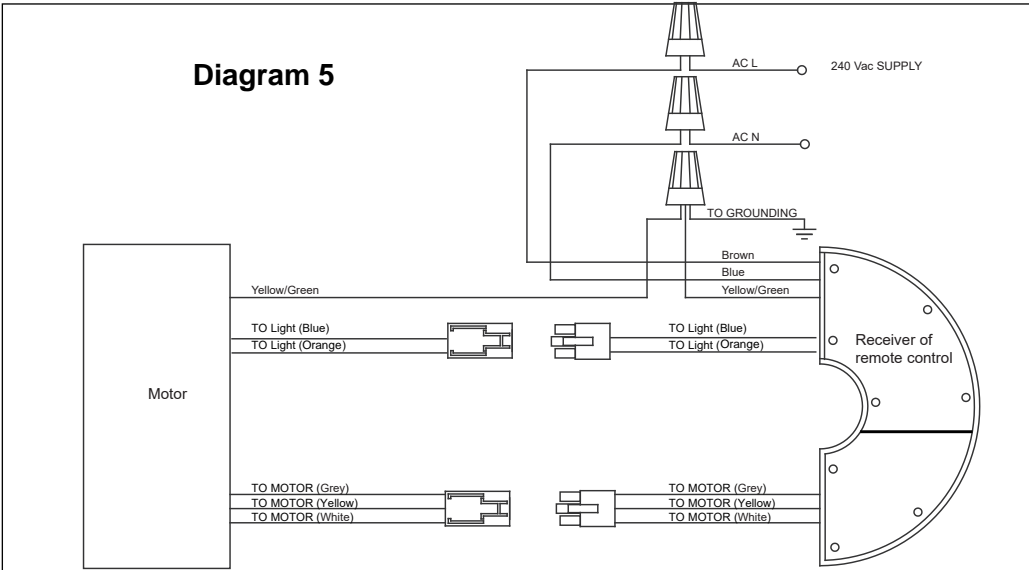 Diagram 5
AC L
240 Vac SUPPLY
AC N
TO GROUNDING
Brown
Blue
Yellow/Green
Yellow/Green
TO Light (Blue)
TO Light (Orange)
TO Light (Blue)
TO Light (Orange)
Receiver of
remote control
Motor
TO MOTOR (Grey)
TO MOTOR (Yellow)
TO MOTOR (White)
TO MOTOR (Grey)
TO MOTOR (Yellow)
TO MOTOR (White)